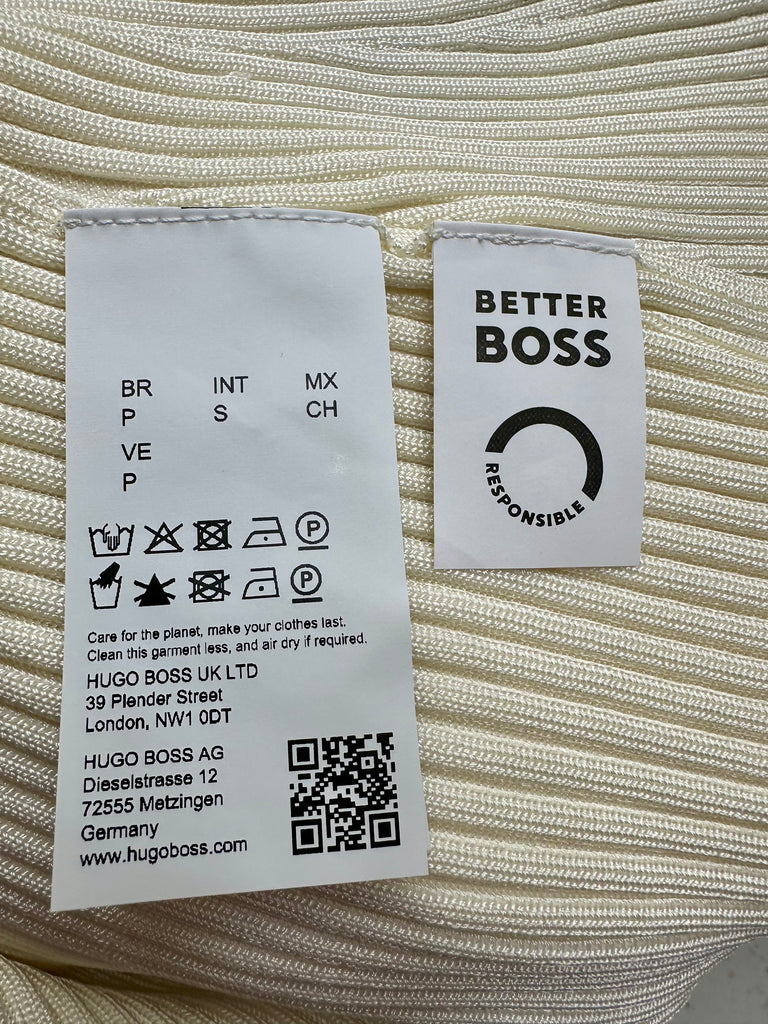 BR INT MX
P S CH
VE
P
P
P
Care for the planet, make your clothes last.
Clean this garment less, and air dry if required.
HUGO BOSS UK LTD
39 Plender Street
London, NW1 0DT
HUGO BOSS AG
Dieselstrasse 12
72555 Metzingen
Germany
www.hugoboss.com
BETTER
BOSS
RESPONSIBLE